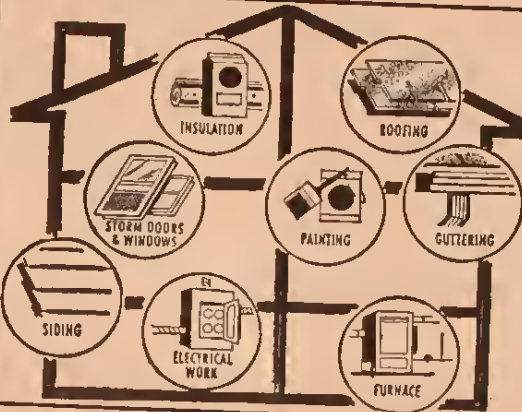 INSULATION
ROOFING
STORM DOORS
& WINDOWS
PAINTING
GUTTERING
SIDING
ELECTRICAL
WORK
FURNACE